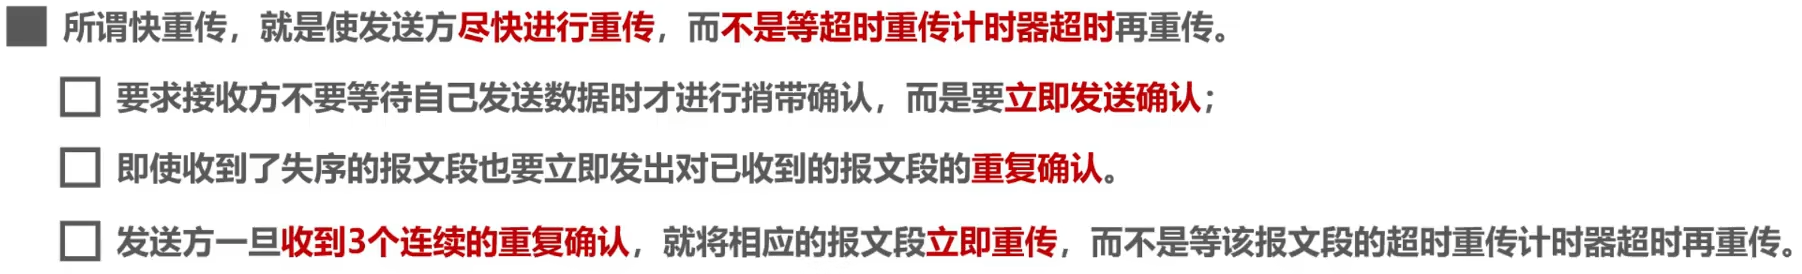 所谓快重传，就是使发送方尽快进行重传，而不是等超时重传计时器超时再重传。
要求接收方不要等待自己发送数据时才进行捎带确认，而是要立即发送确认；
即使收到了失序的报文段也要立即发出对已收到的报文段的重复确认。
发送方一旦收到3个连续的重复确认，就将相应的报文段立即重传，而不是等该报文段的超时重传计时器超时再重传。